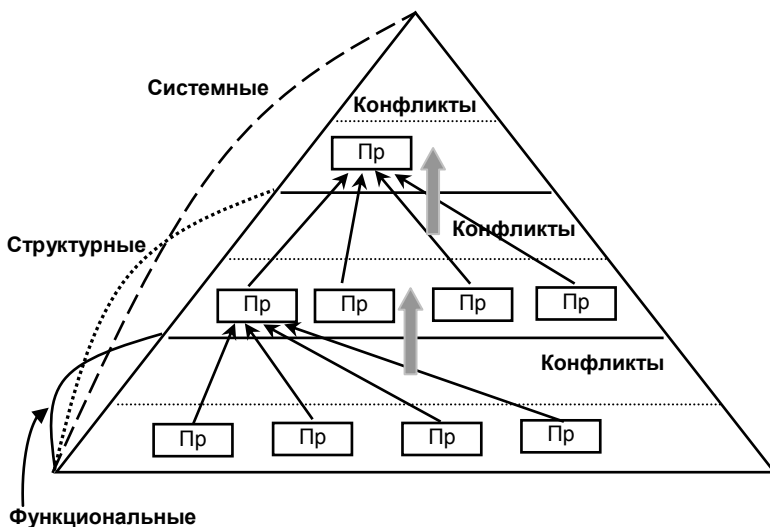 Системные
Конфликты
Пр
Структурные
Конфликты
Пр
Пр
Пр
Пр
Конфликты
Пр
Пр
Пр
Пр
Функциональные